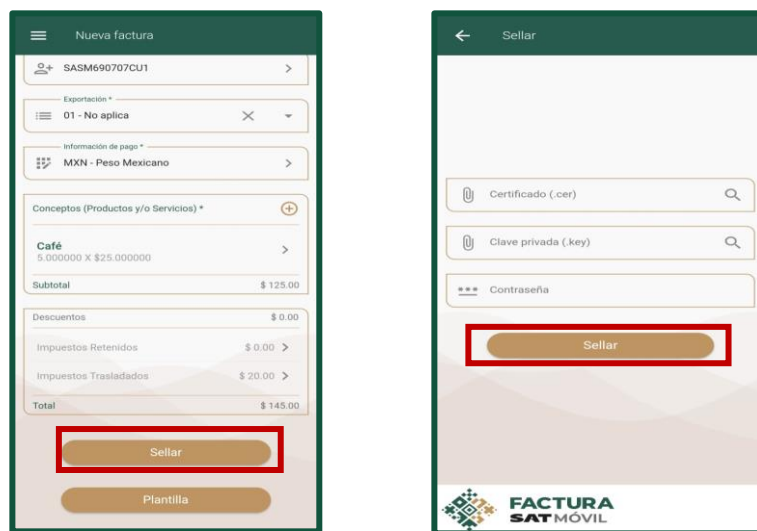 Nueva factura
SASM690707CU1
Exportación *
01 - No aplica
Información de pago *
MXN - Peso Mexicano
Conceptos (Productos y/o Servicios) *
Café
5.000000 X $25.000000
Subtotal $ 125.00
Descuentos $ 0.00
Impuestos Retenidos $ 0.00
Impuestos Trasladados $ 20.00
Total $ 145.00
Sellar
Plantilla
Sellar
Certificado (.cer)
Clave privada (.key)
Contraseña
Sellar
FACTURA
SAT MÓVIL